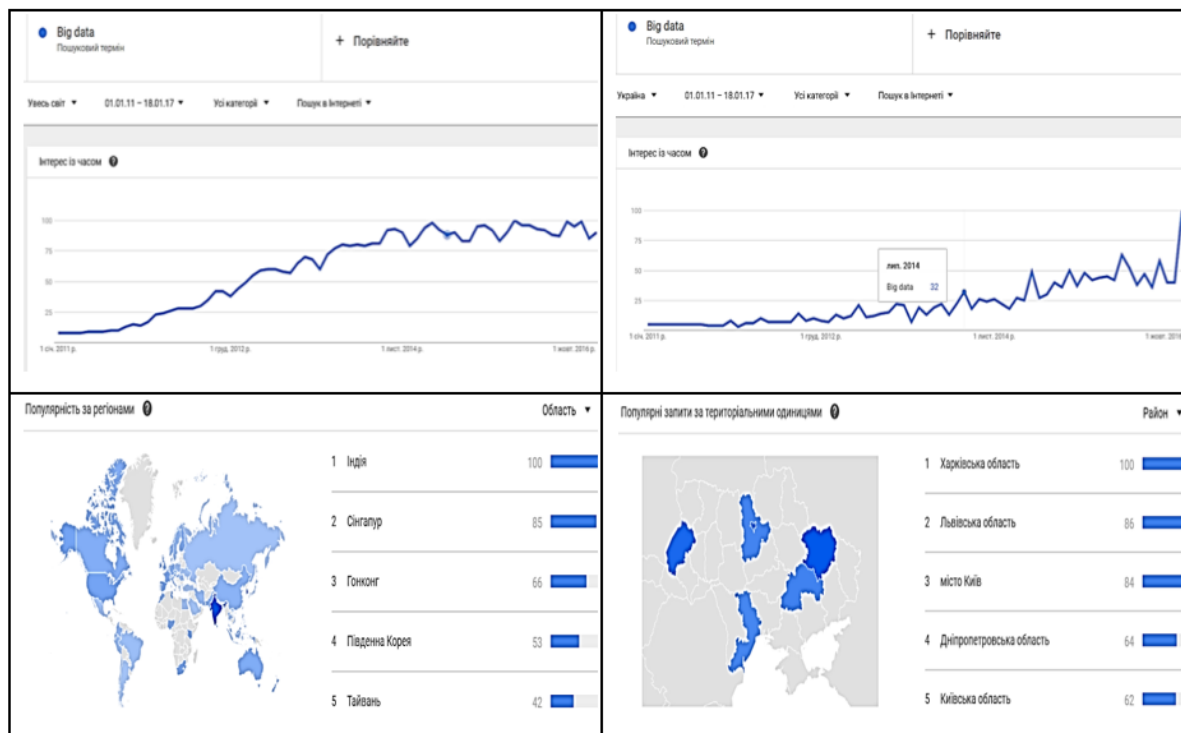 Big data
Пошуковий термін
+ Порівняйте
Увесь світ
01.01.11 – 18.01.17
Усі категорії
Пошук в Інтернеті
Інтерес із часом
100
75
50
25
1 січ. 2011 р.
1 груд. 2012 р.
1 лист. 2014 р.
1 жовт. 2016 р.
Big data
Пошуковий термін
+ Порівняйте
Україна
01.01.11 – 18.01.17
Усі категорії
Пошук в Інтернеті
Інтерес із часом
100
75
50
25
лип. 2014
Big data 32
1 січ. 2011 р.
1 груд. 2012 р.
1 лист. 2014 р.
1 жовт. 2016
Популярність за регіонами
Область
1 Індія 100
2 Сінгапур 85
3 Гонконг 66
4 Південна Корея 53
5 Тайвань 42
Популярні запити за територіальними одиницями
Район
1 Харківська область 100
2 Львівська область 86
3 місто Київ 84
4 Дніпропетровська область 64
5 Київська область 62